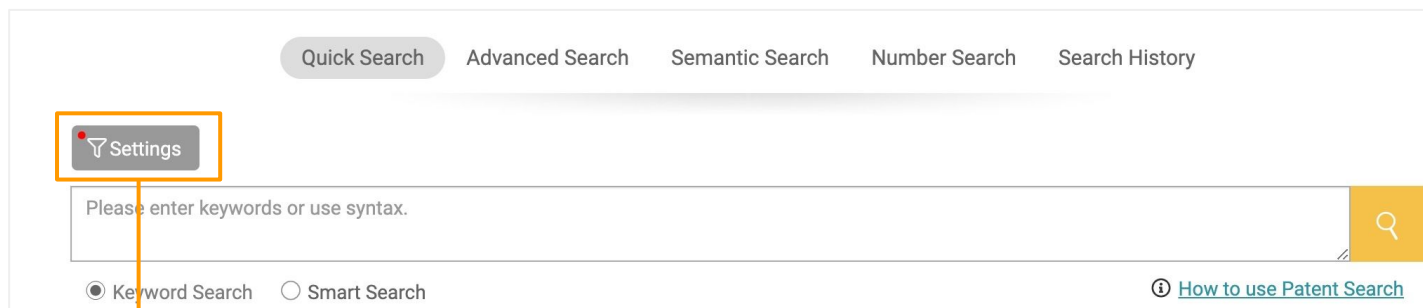 Quick Search Advanced Search Semantic Search Number Search Search History
Settings
Please enter keywords or use syntax.
Keyword Search Smart Search How to use Patent Search